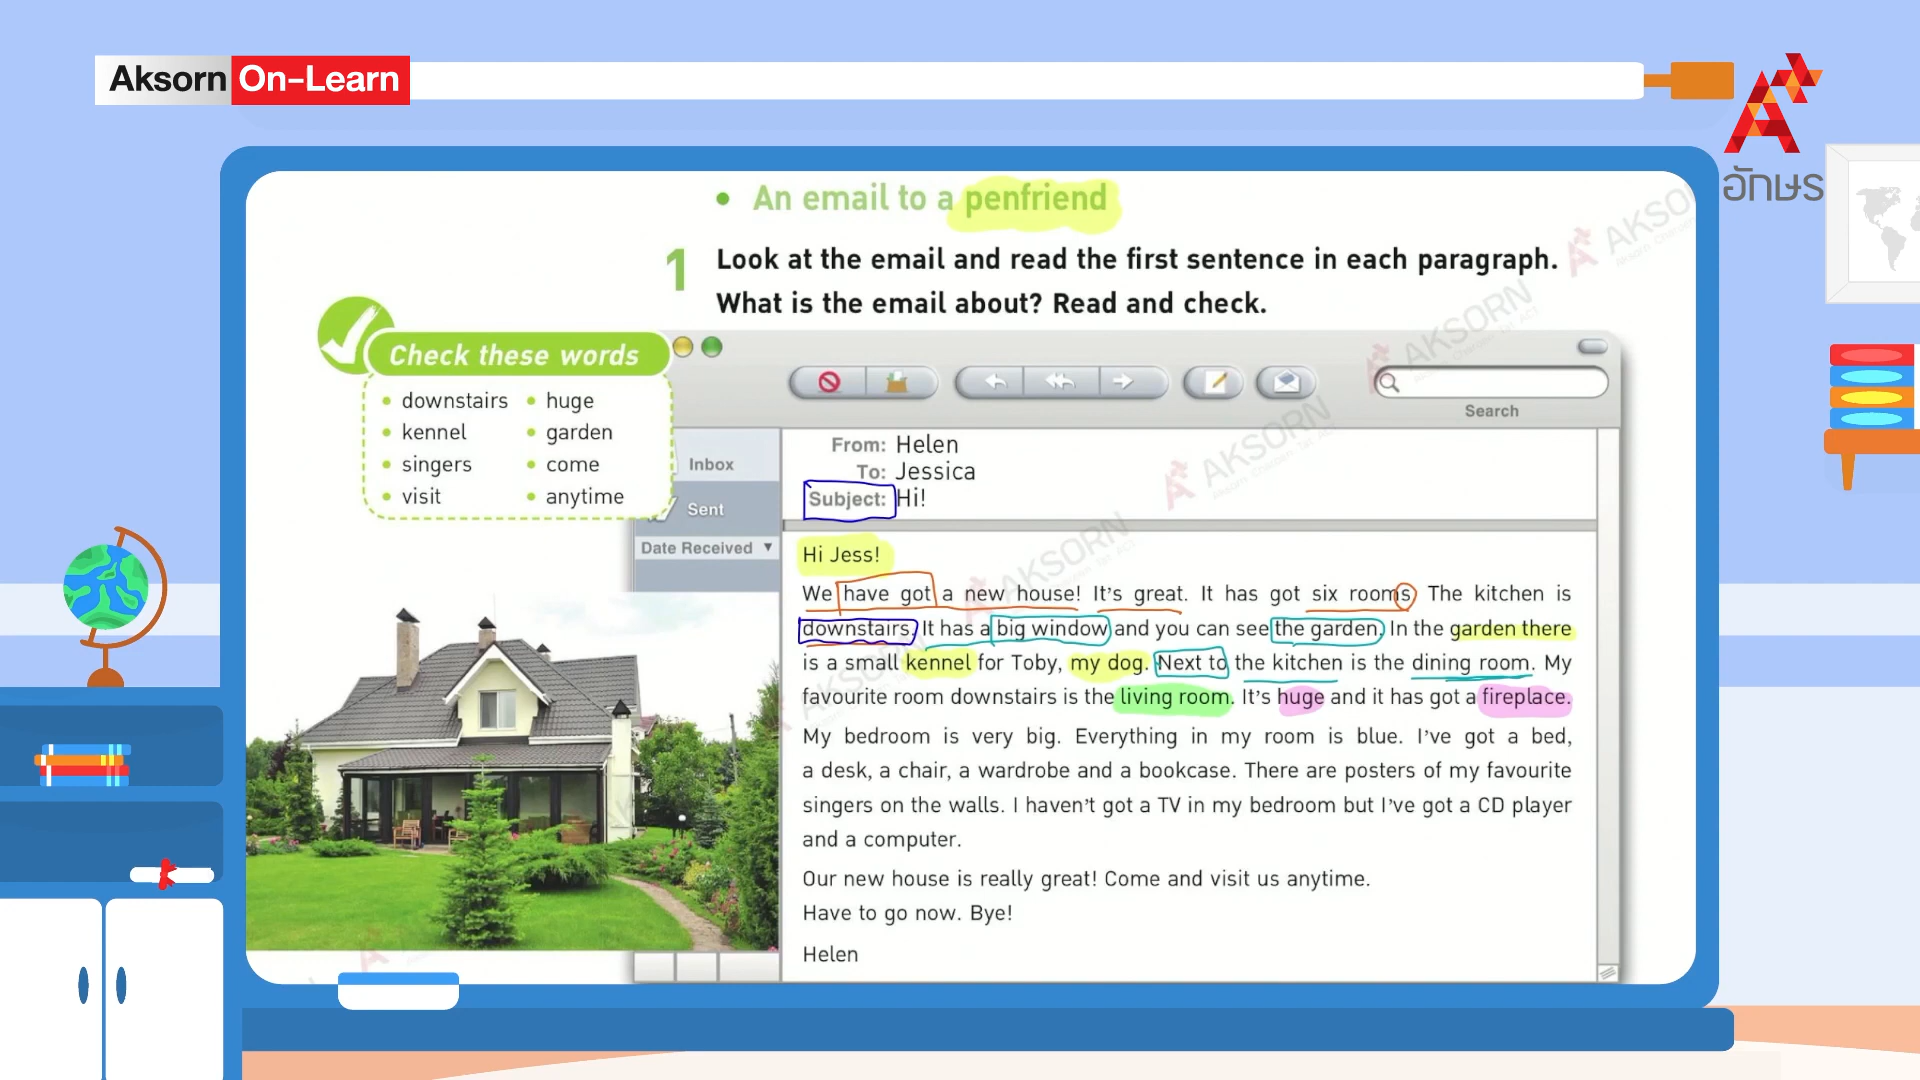 Aksorn On-Learn
อักษร
• An email to a penfriend
1 Look at the email and read the first sentence in each paragraph.
What is the email about? Read and check.
Check these words
• downstairs • huge
• kennel • garden
• singers • come
• visit • anytime
Search
Inbox
Sent
Date Received ▼
From: Helen
To: Jessica
Subject: Hi!
Hi Jess!
We have got a new house! It's great. It has got six rooms. The kitchen is
downstairs. It has a big window and you can see the garden. In the garden there
is a small kennel for Toby, my dog. Next to the kitchen is the dining room. My
favourite room downstairs is the living room. It's huge and it has got a fireplace.
My bedroom is very big. Everything in my room is blue. I've got a bed,
a desk, a chair, a wardrobe and a bookcase. There are posters of my favourite
singers on the walls. I haven't got a TV in my bedroom but I've got a CD player
and a computer.
Our new house is really great! Come and visit us anytime.
Have to go now. Bye!
Helen
AKSORN
AKSORN
AKSORN
AKSORN